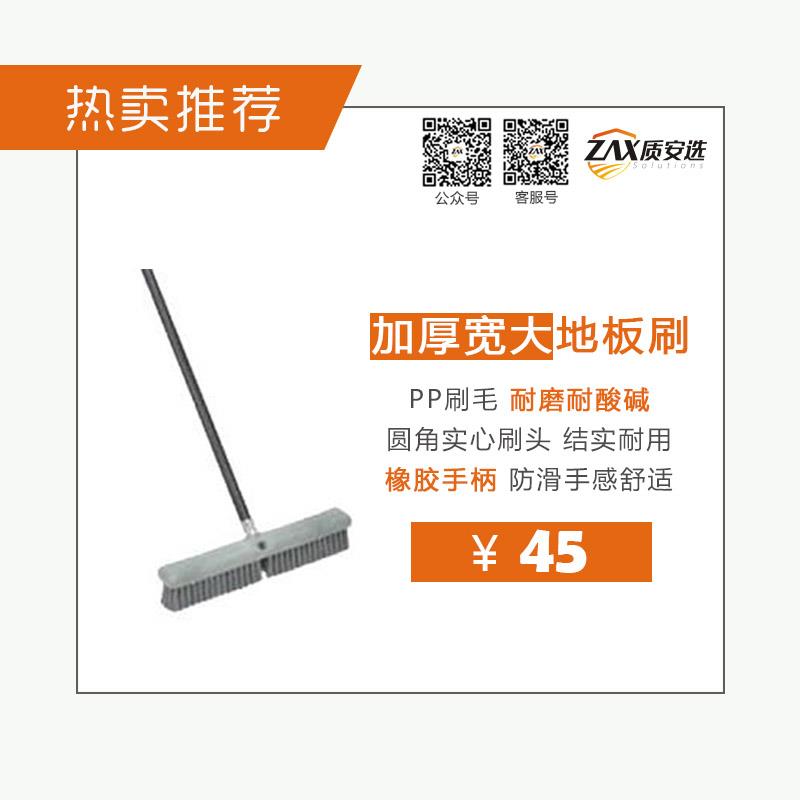 热卖推荐
公众号
客服号
ZAX质安选
Solutions
加厚宽大地板刷
PP刷毛 耐磨耐酸碱
圆角实心刷头 结实耐用
橡胶手柄 防滑手感舒适
¥ 45